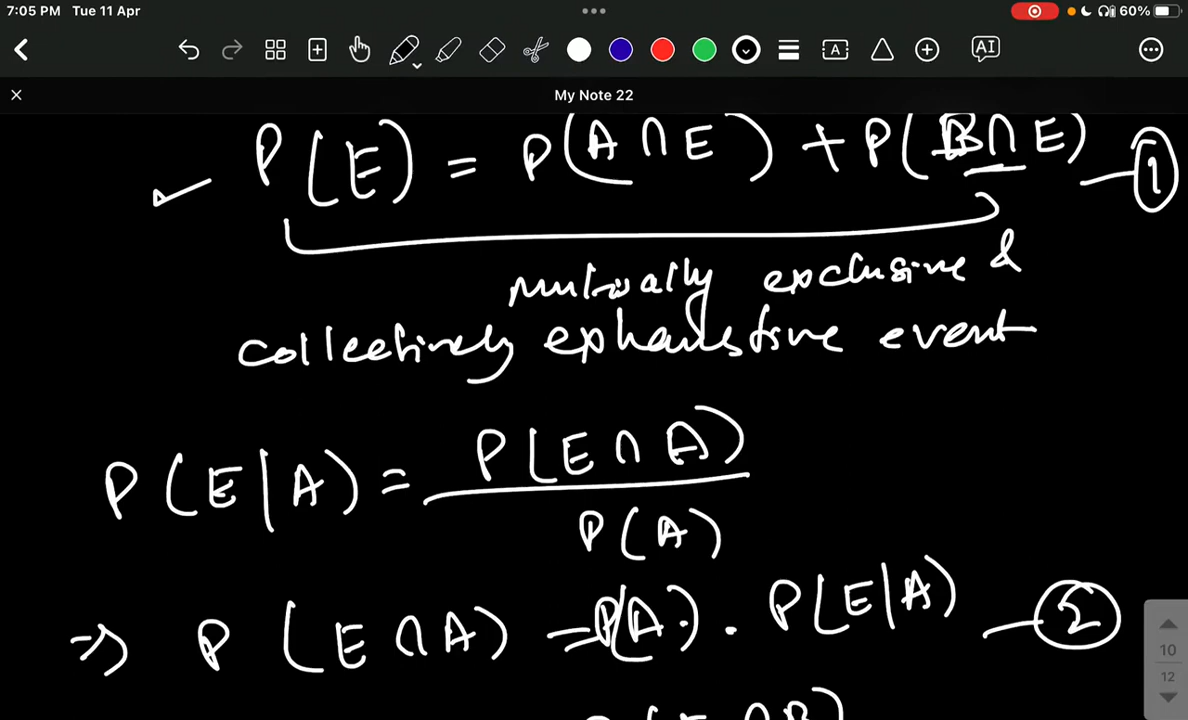 7:05 PM Tue 11 Apr
60%
A
AI
My Note 22
P(E) = P(A ∩ E) + P(B ∩ E) — ①
mutually exclusive &
collectively exhaustive event
P(E|A) = P(E ∩ A)
P(A)
⇒ P(E ∩ A) = P(A) . P(E|A) — ②
10
12
P(E ∩ B)